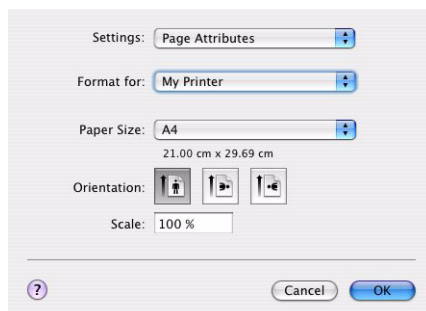 Settings: Page Attributes
Format for: My Printer
Paper Size: A4
21.00 cm x 29.69 cm
Orientation:
Scale: 100 %
? Cancel OK